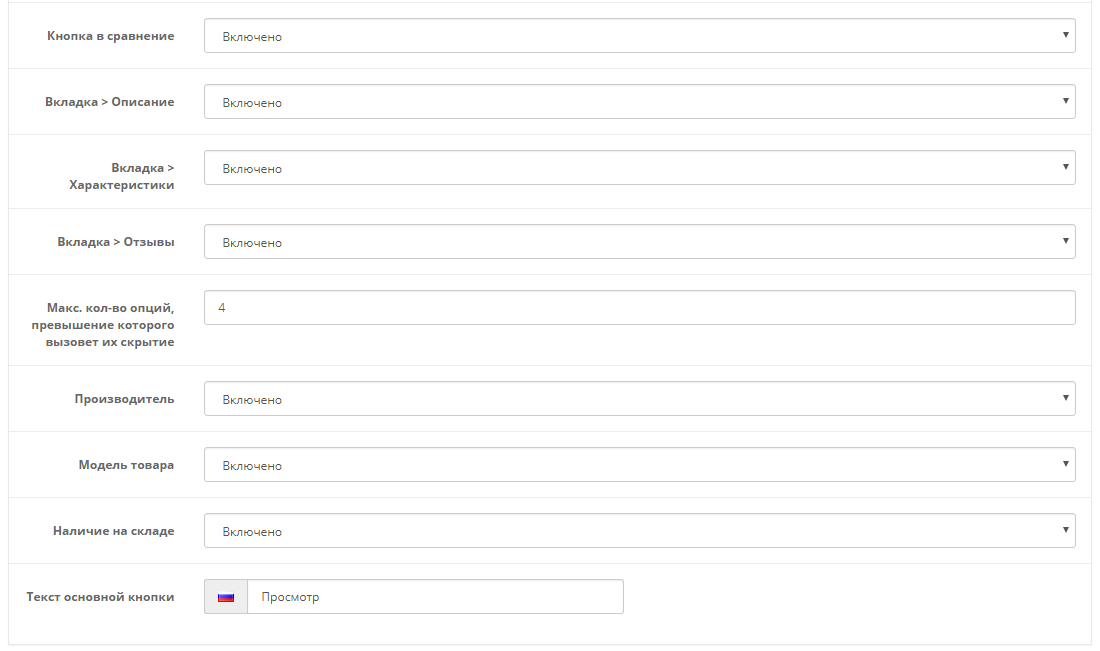 Кнопка в сравнение
Включено
Вкладка > Описание
Включено
Вкладка >
Характеристики
Включено
Вкладка > Отзывы
Включено
Макс. кол-во опций,
превышение которого
вызовет их скрытие
4
Производитель
Включено
Модель товара
Включено
Наличие на складе
Включено
Текст основной кнопки
Просмотр